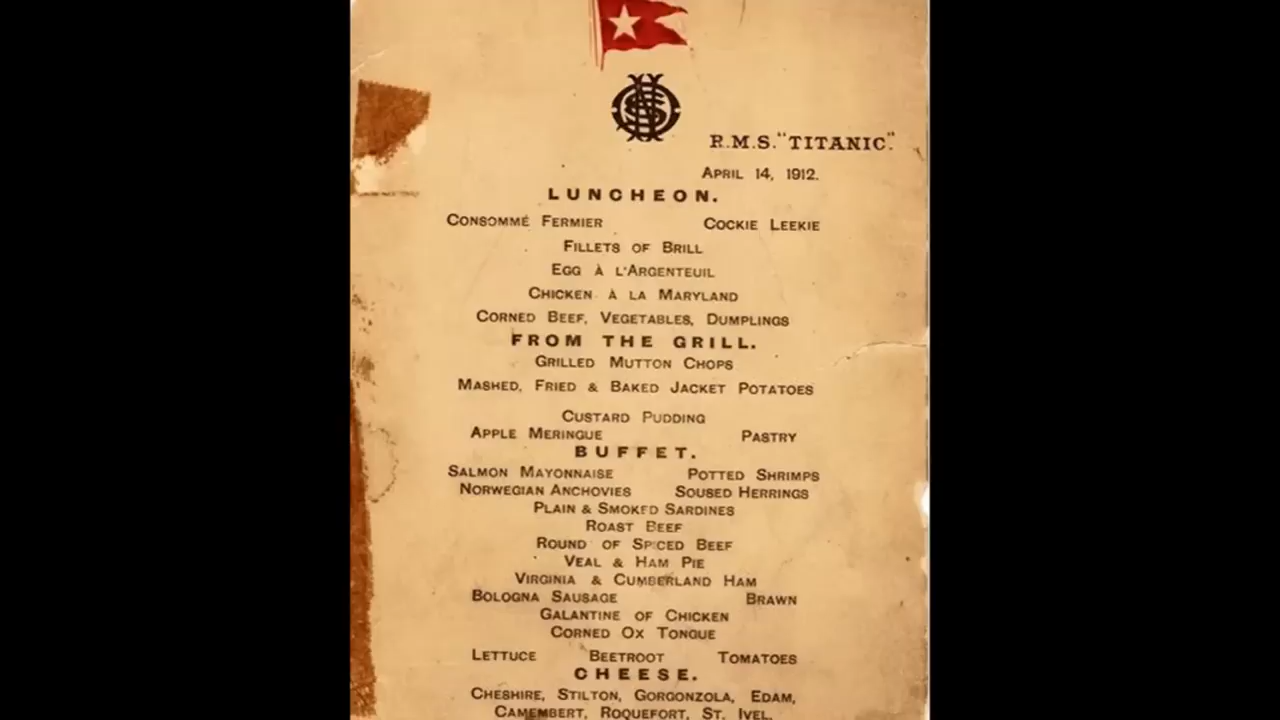 R.M.S. "TITANIC."
APRIL 14, 1912.
LUNCHEON.
CONSOMMÉ FERMIER COCKIE LEEKIE
FILLETS OF BRILL
EGG À L'ARGENTEUIL
CHICKEN À LA MARYLAND
CORNED BEEF, VEGETABLES, DUMPLINGS
FROM THE GRILL.
GRILLED MUTTON CHOPS
MASHED, FRIED & BAKED JACKET POTATOES
CUSTARD PUDDING
APPLE MERINGUE PASTRY
BUFFET.
SALMON MAYONNAISE POTTED SHRIMPS
NORWEGIAN ANCHOVIES SOUSED HERRINGS
PLAIN & SMOKED SARDINES
ROAST BEEF
ROUND OF SPICED BEEF
VEAL & HAM PIE
VIRGINIA & CUMBERLAND HAM
BOLOGNA SAUSAGE BRAWN
GALANTINE OF CHICKEN
CORNED OX TONGUE
LETTUCE BEETROOT TOMATOES
CHEESE.
CHESHIRE, STILTON, GORGONZOLA, EDAM,
CAMEMBERT, ROQUEFORT, ST. IVEL,